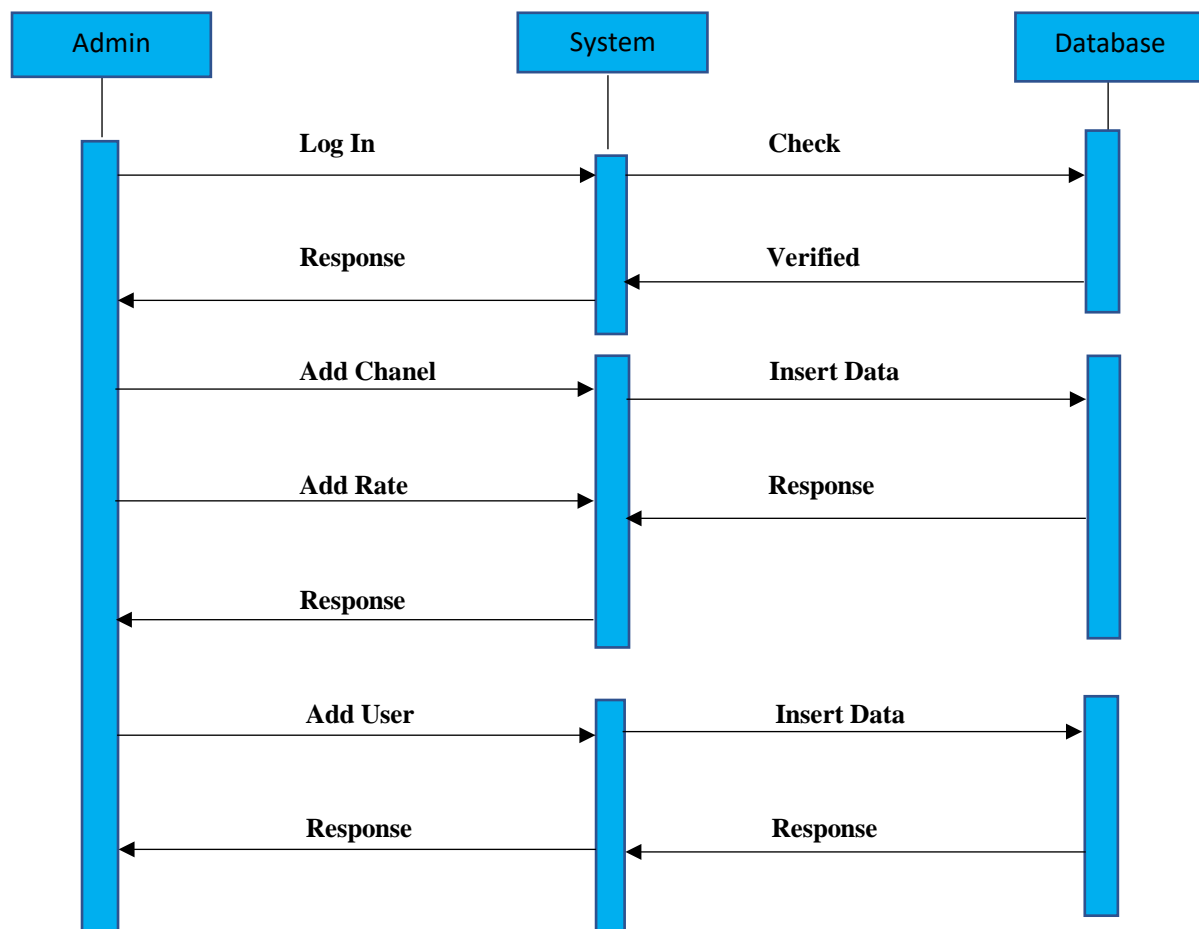 Admin
System
Database
Log In
Check
Response
Verified
Add Chanel
Insert Data
Add Rate
Response
Response
Add User
Insert Data
Response
Response